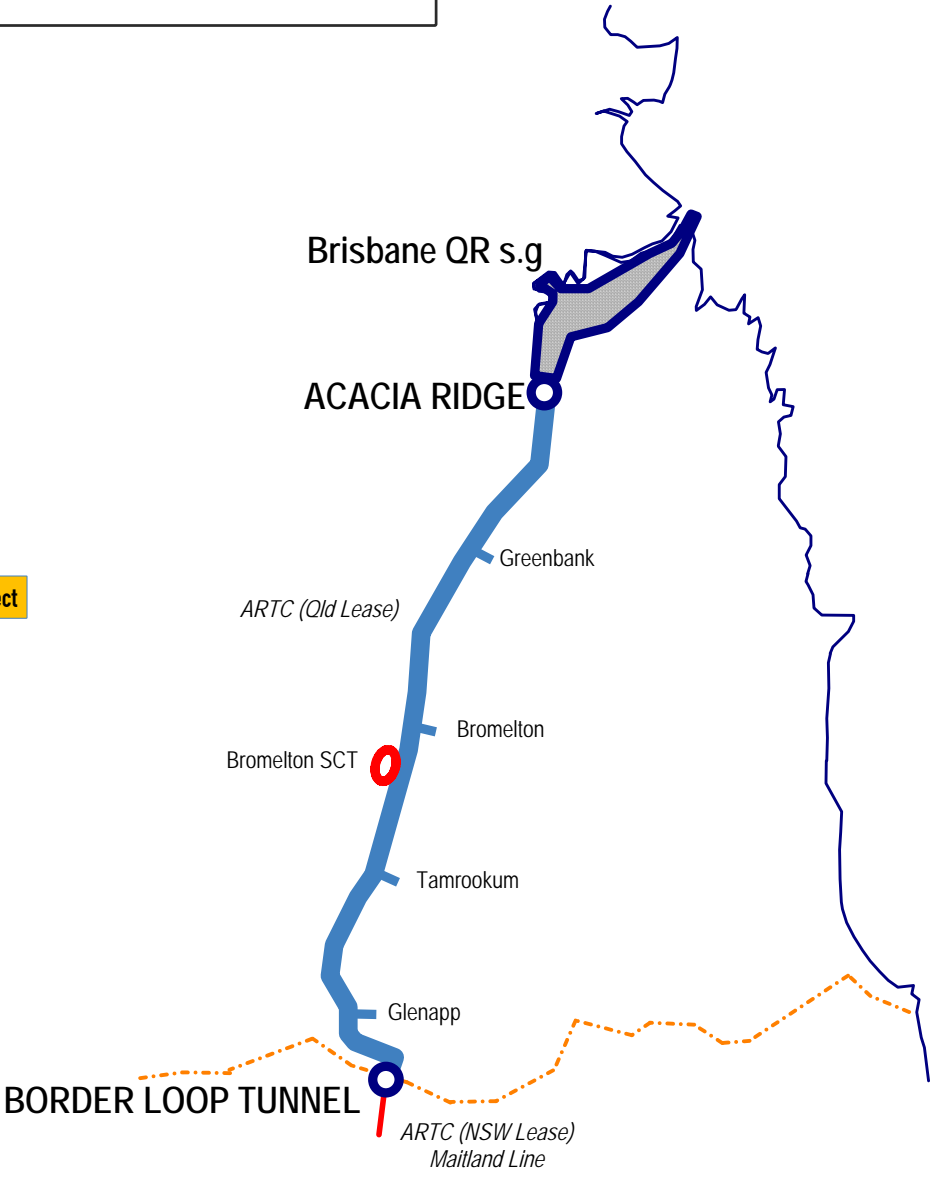 Brisbane QR s.g
ACACIA RIDGE
Greenbank
ect
ARTC (Qld Lease)
Bromelton
Bromelton SCT
Tamrookum
Glenapp
BORDER LOOP TUNNEL
ARTC (NSW Lease)
Maitland Line